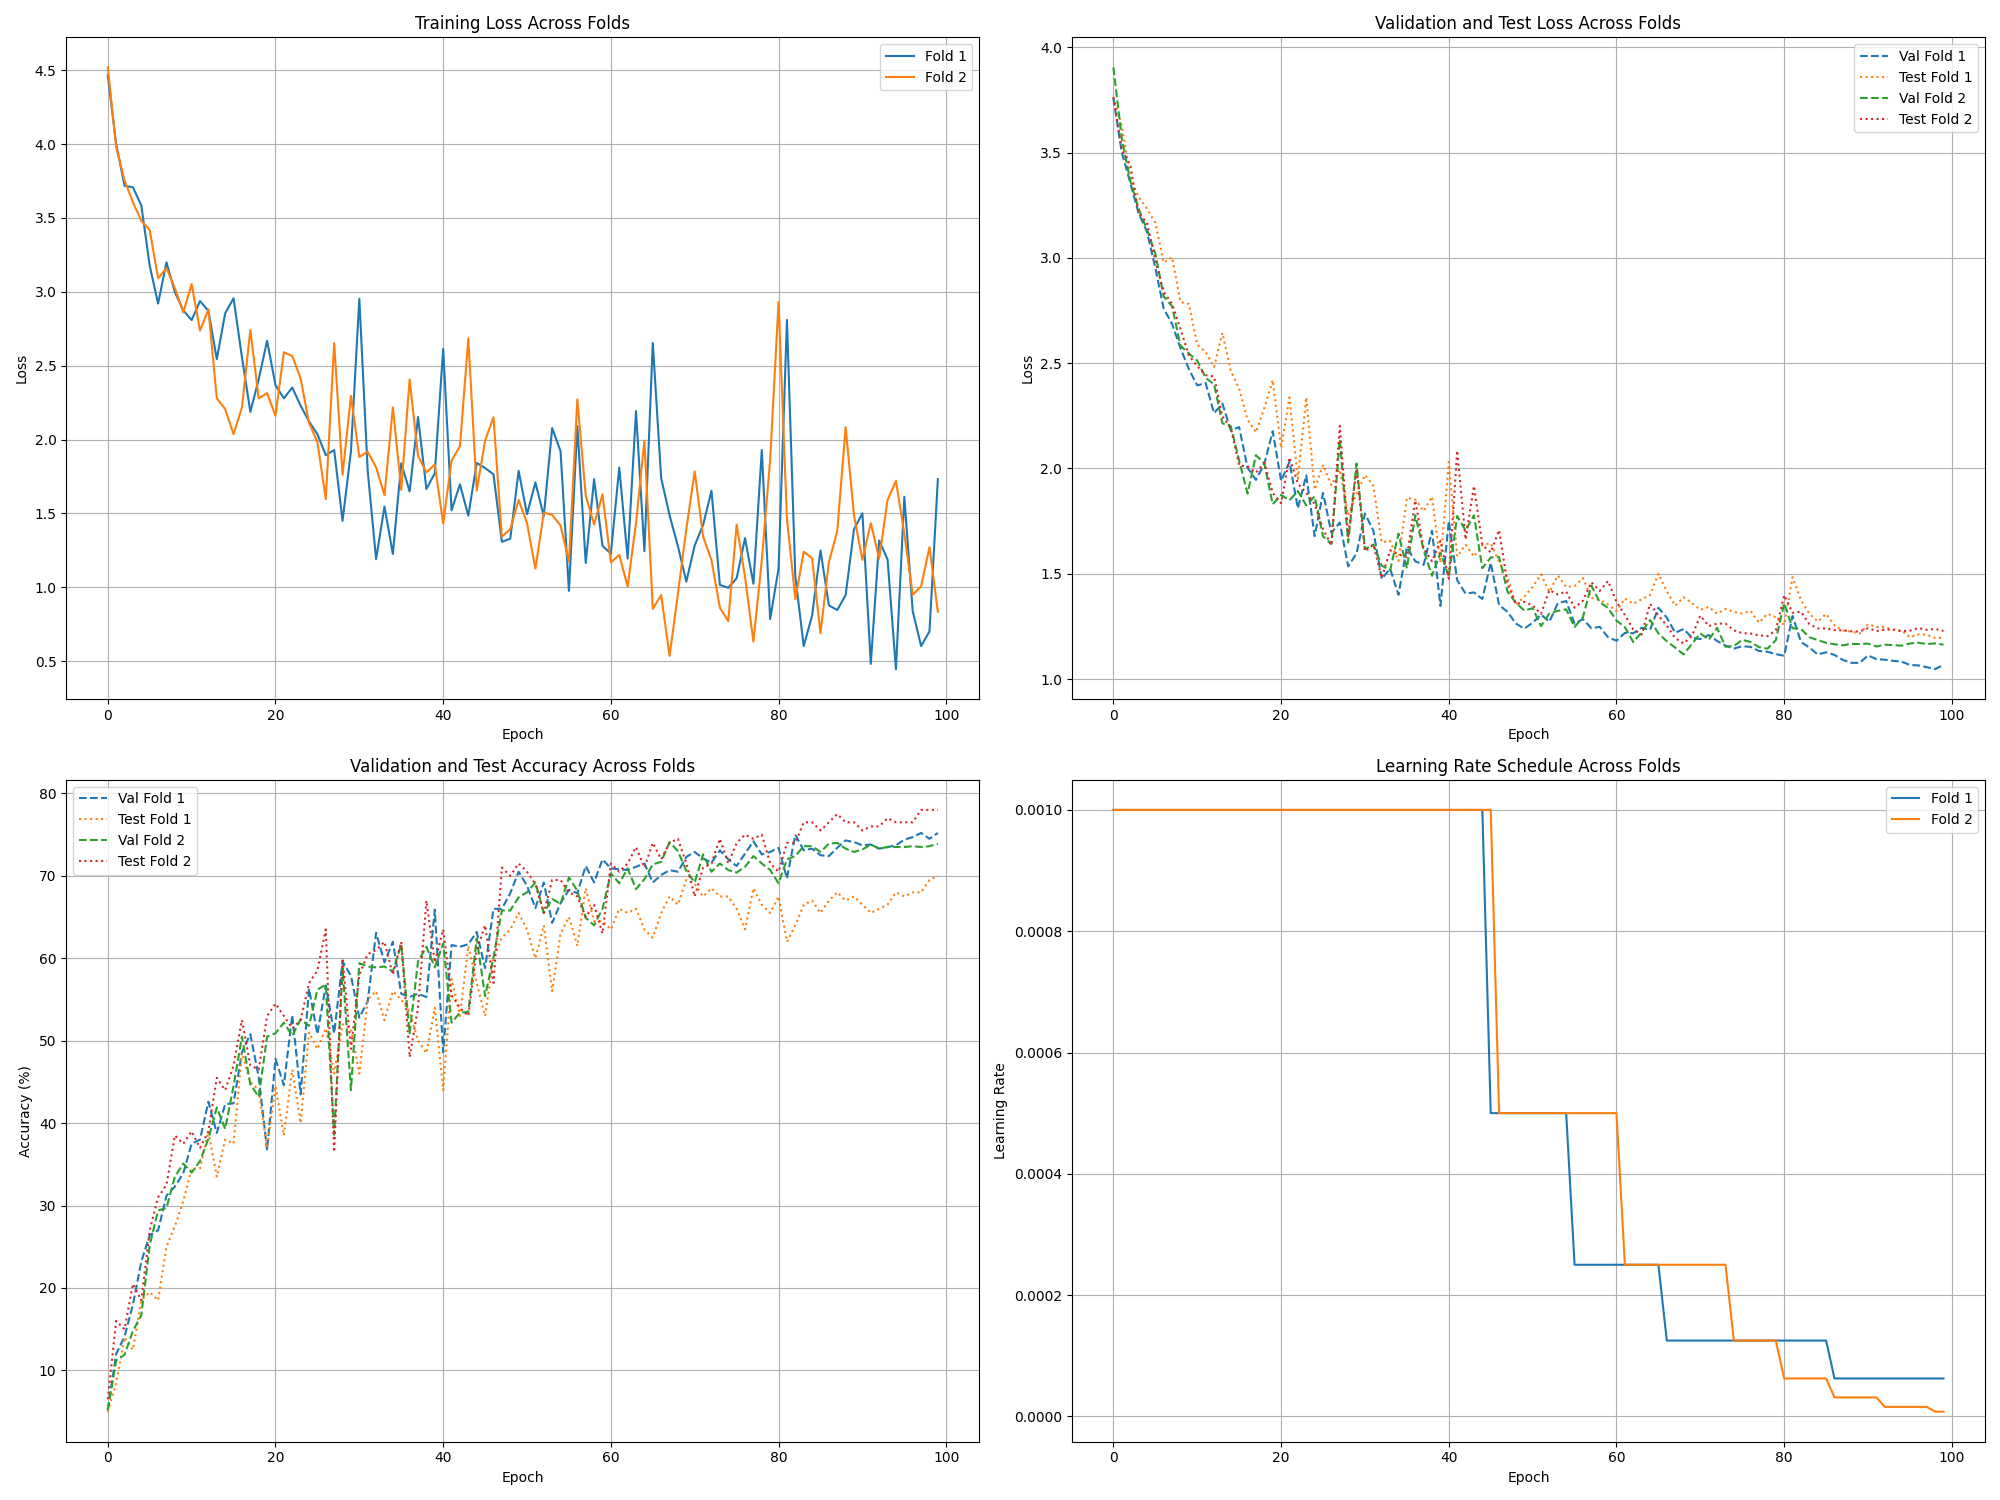 Training Loss Across Folds
Loss
4.5
4.0
3.5
3.0
2.5
2.0
1.5
1.0
0.5
Fold 1
Fold 2
0 20 40 60 80 100
Epoch
Validation and Test Loss Across Folds
Loss
4.0
3.5
3.0
2.5
2.0
1.5
1.0
Val Fold 1
Test Fold 1
Val Fold 2
Test Fold 2
0 20 40 60 80 100
Epoch
Validation and Test Accuracy Across Folds
Accuracy (%)
80
70
60
50
40
30
20
10
Val Fold 1
Test Fold 1
Val Fold 2
Test Fold 2
0 20 40 60 80 100
Epoch
Learning Rate Schedule Across Folds
Learning Rate
0.0010
0.0008
0.0006
0.0004
0.0002
0.0000
Fold 1
Fold 2
0 20 40 60 80 100
Epoch